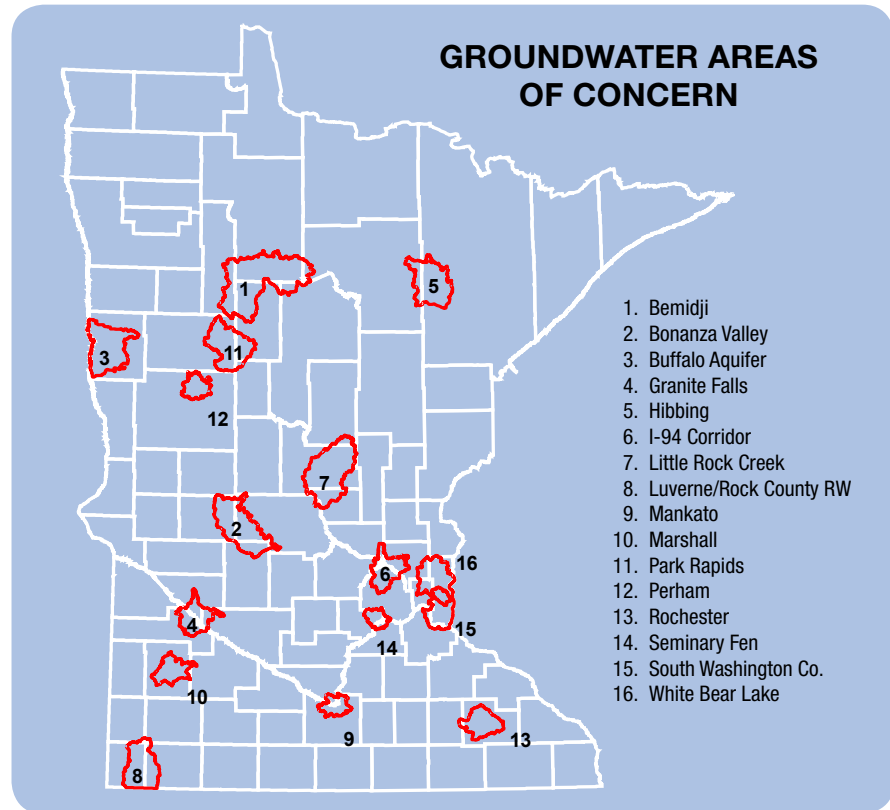 GROUNDWATER AREAS
OF CONCERN
1
5
3
11
12
7
2
6
16
4
15
14
10
9
13
8
1. Bemidji
2. Bonanza Valley
3. Buffalo Aquifer
4. Granite Falls
5. Hibbing
6. I-94 Corridor
7. Little Rock Creek
8. Luverne/Rock County RW
9. Mankato
10. Marshall
11. Park Rapids
12. Perham
13. Rochester
14. Seminary Fen
15. South Washington Co.
16. White Bear Lake